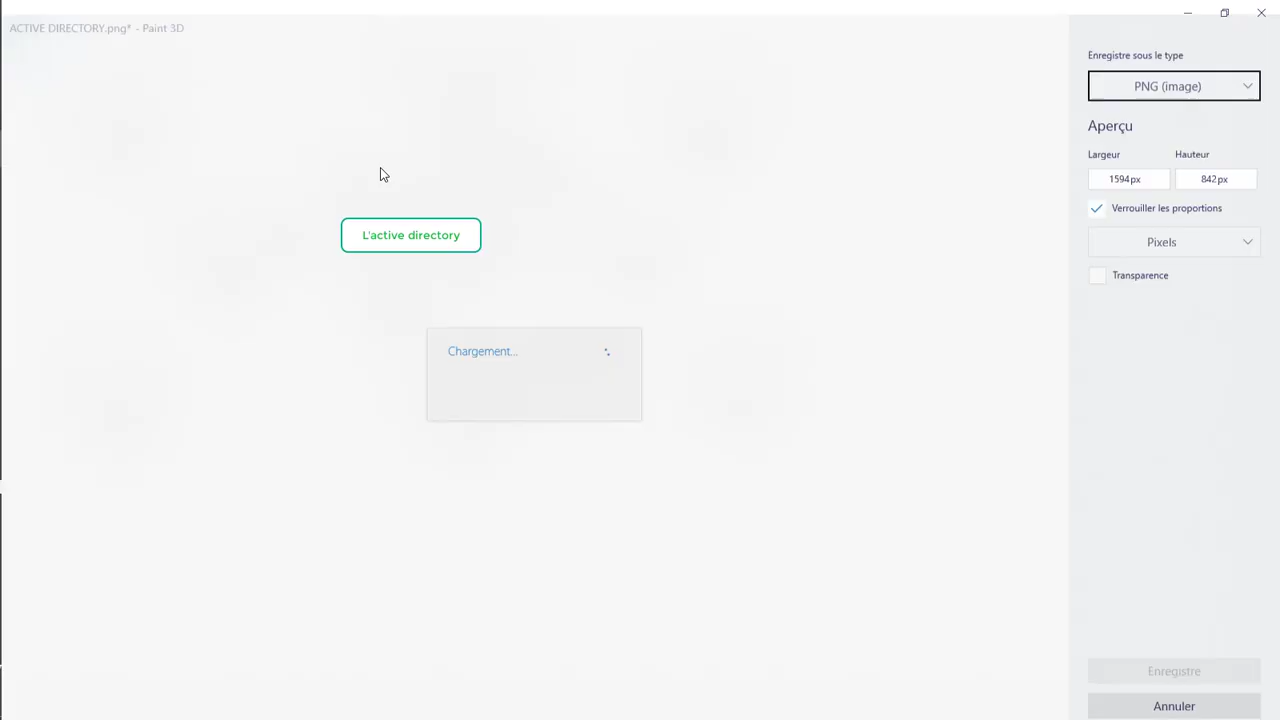 ACTIVE DIRECTORY.png* - Paint 3D
Enregistre sous le type
PNG (image)
Aperçu
Largeur Hauteur
1594px 842px
Verrouiller les proportions
Pixels
Transparence
L'active directory
Chargement...
Enregistre
Annuler